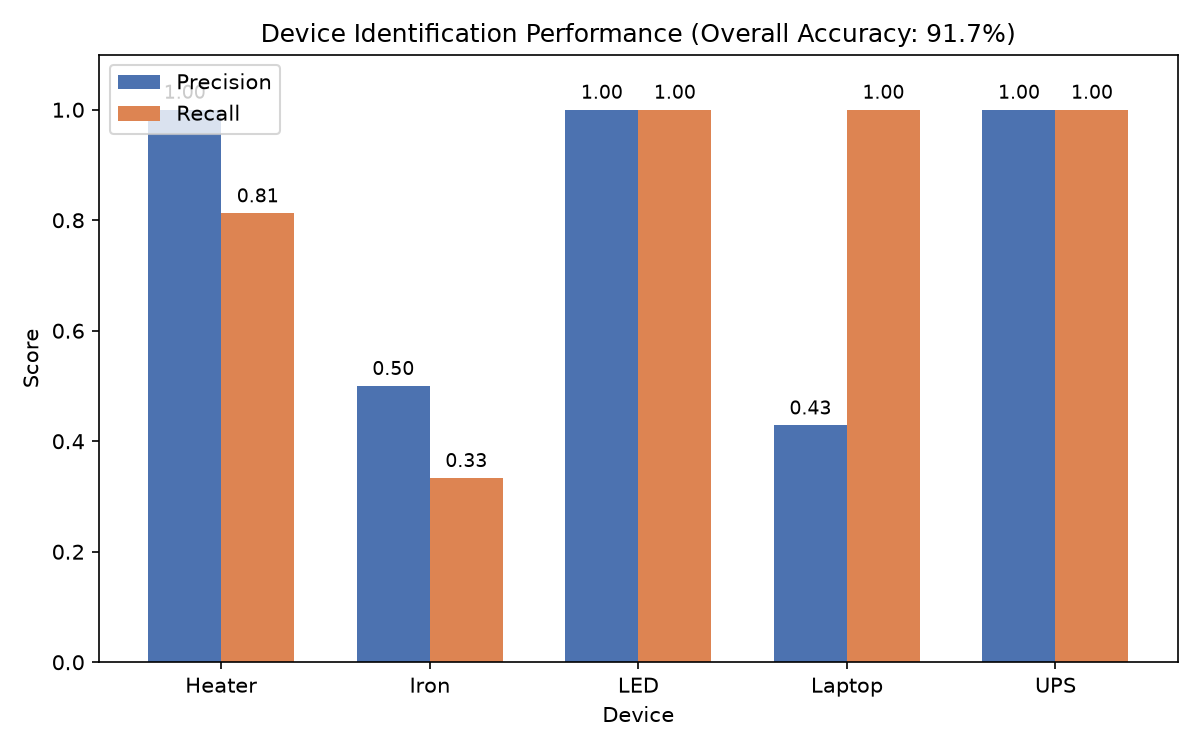 Device Identification Performance (Overall Accuracy: 91.7%)
Precision
Recall
1.00
0.81
0.50
0.33
1.00
1.00
0.43
1.00
1.00
1.00
Score
1.0
0.8
0.6
0.4
0.2
0.0
Heater
Iron
LED
Laptop
UPS
Device